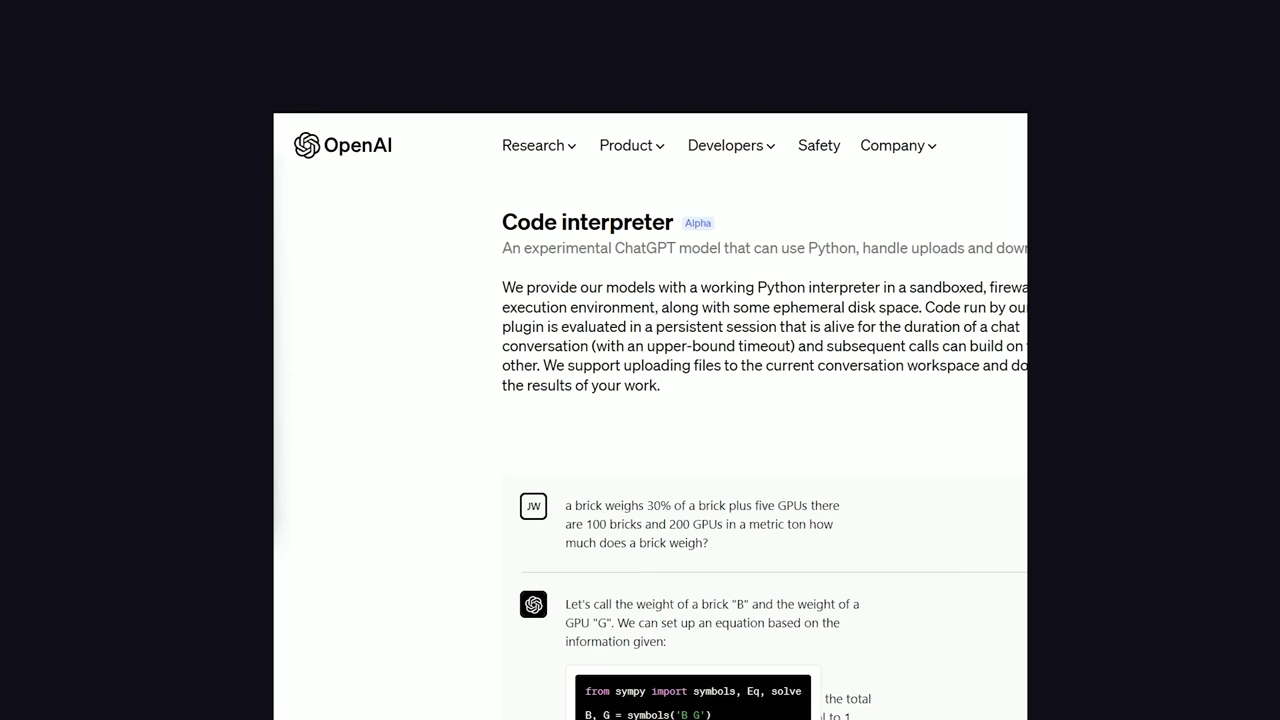 OpenAI
Research Product Developers Safety Company
Code interpreter Alpha
An experimental ChatGPT model that can use Python, handle uploads and
We provide our models with a working Python interpreter in a sandboxed,
execution environment, along with some ephemeral disk space. Code run by
plugin is evaluated in a persistent session that is alive for the duration of a chat
conversation (with an upper-bound timeout) and subsequent calls can build on
other. We support uploading files to the current conversation workspace and
the results of your work.
JW
a brick weighs 30% of a brick plus five GPUs there
are 100 bricks and 200 GPUs in a metric ton how
much does a brick weigh?
Let's call the weight of a brick "B" and the weight of a
GPU "G". We can set up an equation based on the
information given:
from sympy import symbols, Eq, solve
the total
B, G = symbols('B G')
to 1